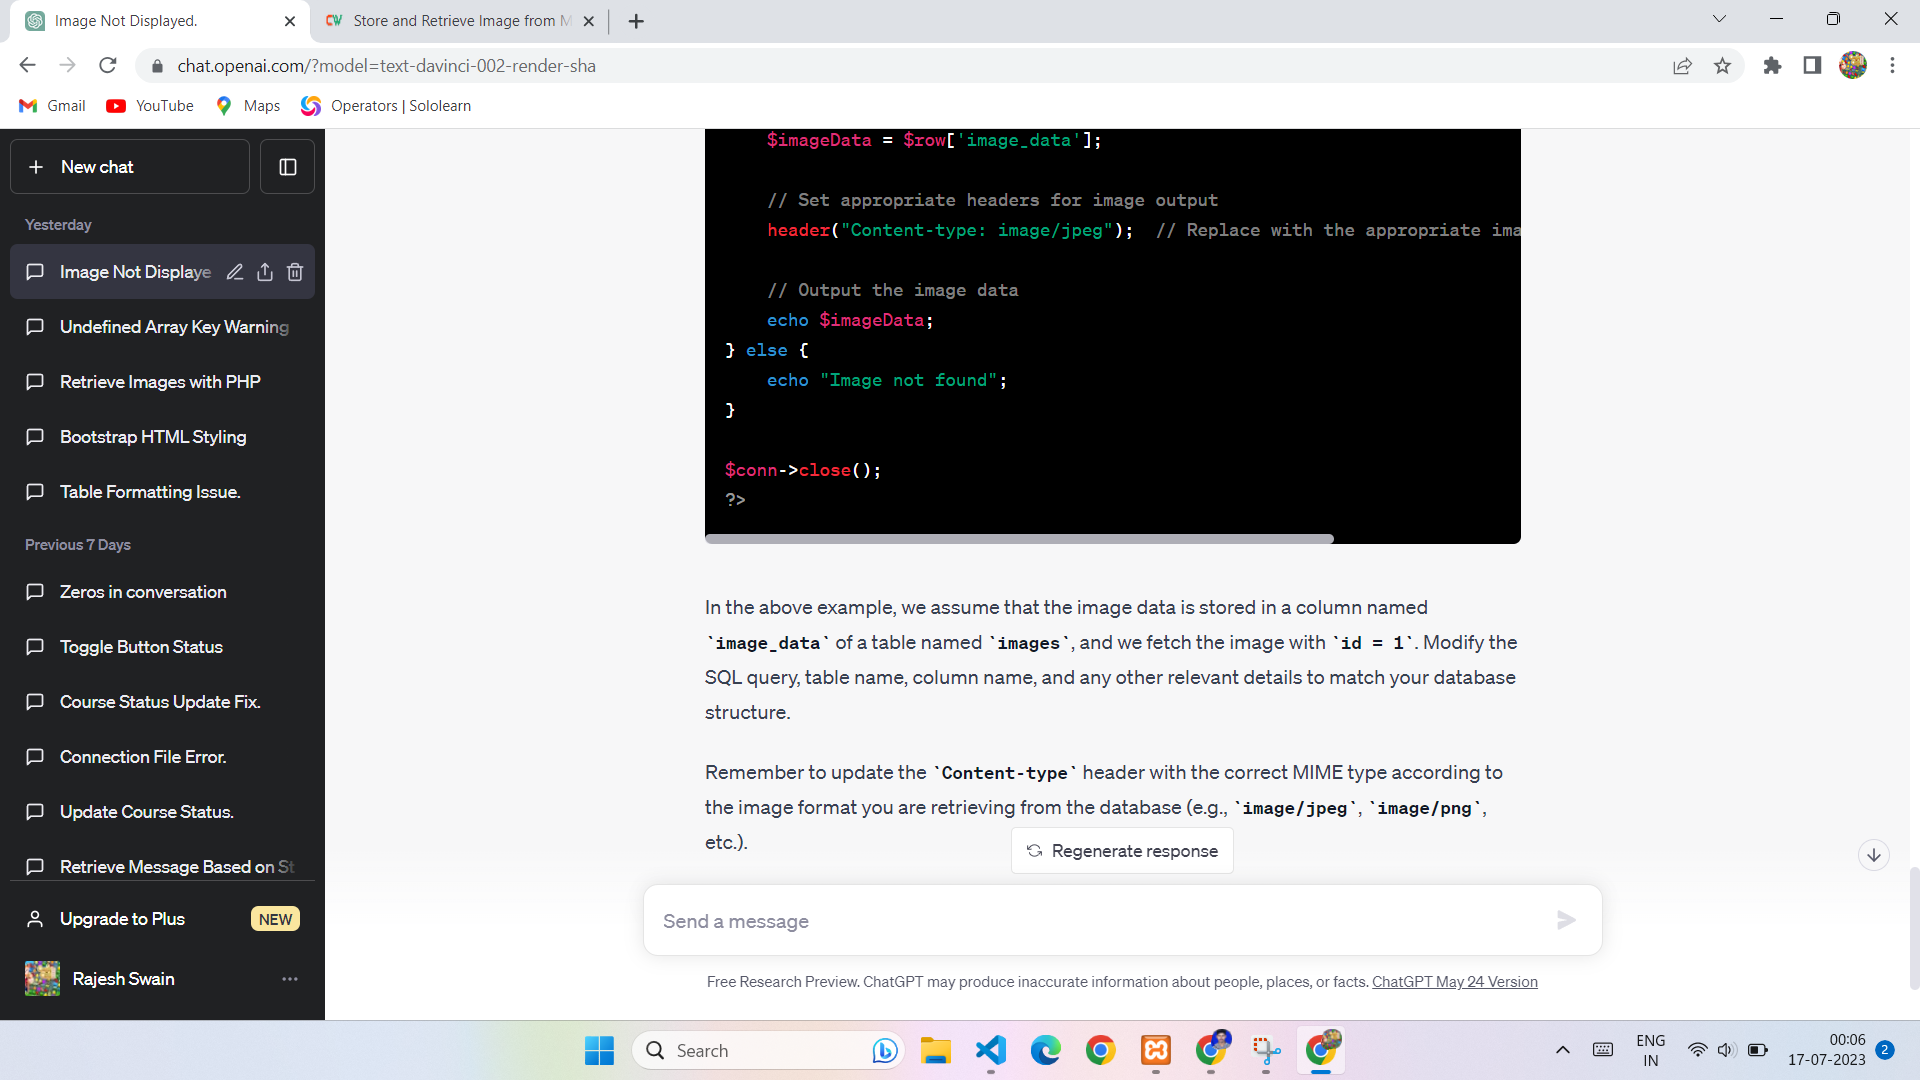 Image Not Displayed.
CW Store and Retrieve Image from M
chat.openai.com/?model=text-davinci-002-render-sha
Gmail YouTube Maps Operators | Sololearn
New chat
Yesterday
Image Not Displaye
Undefined Array Key Warning
Retrieve Images with PHP
Bootstrap HTML Styling
Table Formatting Issue.
Previous 7 Days
Zeros in conversation
Toggle Button Status
Course Status Update Fix.
Connection File Error.
Update Course Status.
Retrieve Message Based on St
Upgrade to Plus NEW
Rajesh Swain
$imageData = $row['image_data'];
// Set appropriate headers for image output
header("Content-type: image/jpeg");  // Replace with the appropriate ima
// Output the image data
echo $imageData;
} else {
echo "Image not found";
}
$conn->close();
?>
In the above example, we assume that the image data is stored in a column named
`image_data` of a table named `images`, and we fetch the image with `id = 1`. Modify the
SQL query, table name, column name, and any other relevant details to match your database
structure.
Remember to update the `Content-type` header with the correct MIME type according to
the image format you are retrieving from the database (e.g., `image/jpeg`, `image/png`,
etc.).
Regenerate response
Send a message
Free Research Preview. ChatGPT may produce inaccurate information about people, places, or facts. ChatGPT May 24 Version
Search
ENG
IN
00:06
17-07-2023
2